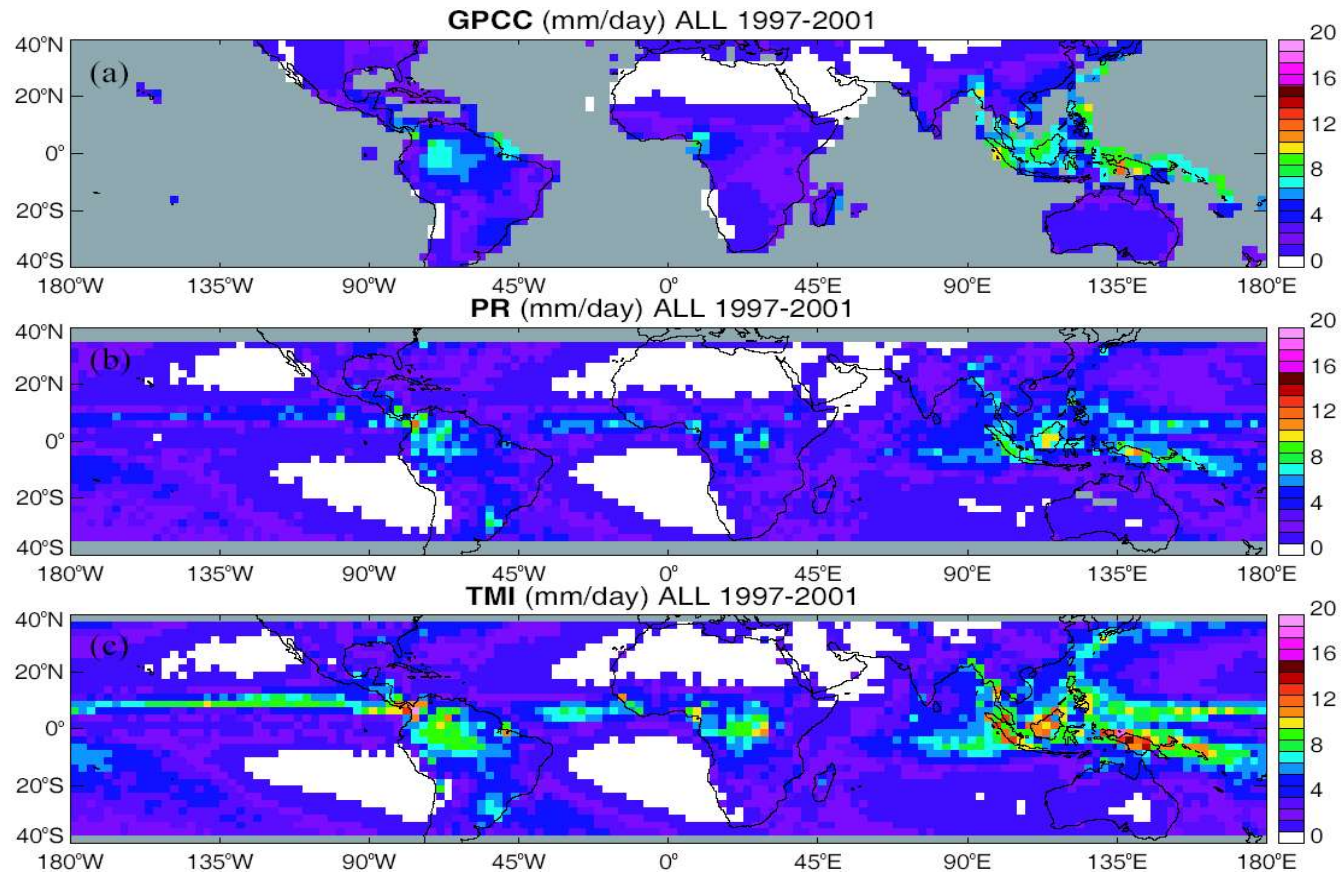 GPCC (mm/day) ALL 1997-2001
(a)
40°N
20°N
0°
20°S
40°S
180°W 135°W 90°W 45°W 0° 45°E 90°E 135°E 180°E
20
16
12
8
4
0
PR (mm/day) ALL 1997-2001
(b)
40°N
20°N
0°
20°S
40°S
180°W 135°W 90°W 45°W 0° 45°E 90°E 135°E 180°E
20
16
12
8
4
0
TMI (mm/day) ALL 1997-2001
(c)
40°N
20°N
0°
20°S
40°S
180°W 135°W 90°W 45°W 0° 45°E 90°E 135°E 180°E
20
16
12
8
4
0